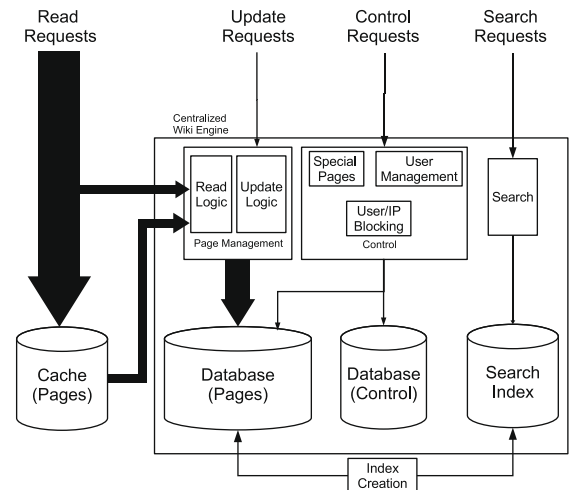 Read
Requests
Update
Requests
Control
Requests
Search
Requests
Centralized
Wiki Engine
Read
Logic
Update
Logic
Page Management
Special
Pages
User
Management
User/IP
Blocking
Control
Search
Cache
(Pages)
Database
(Pages)
Database
(Control)
Search
Index
Index
Creation